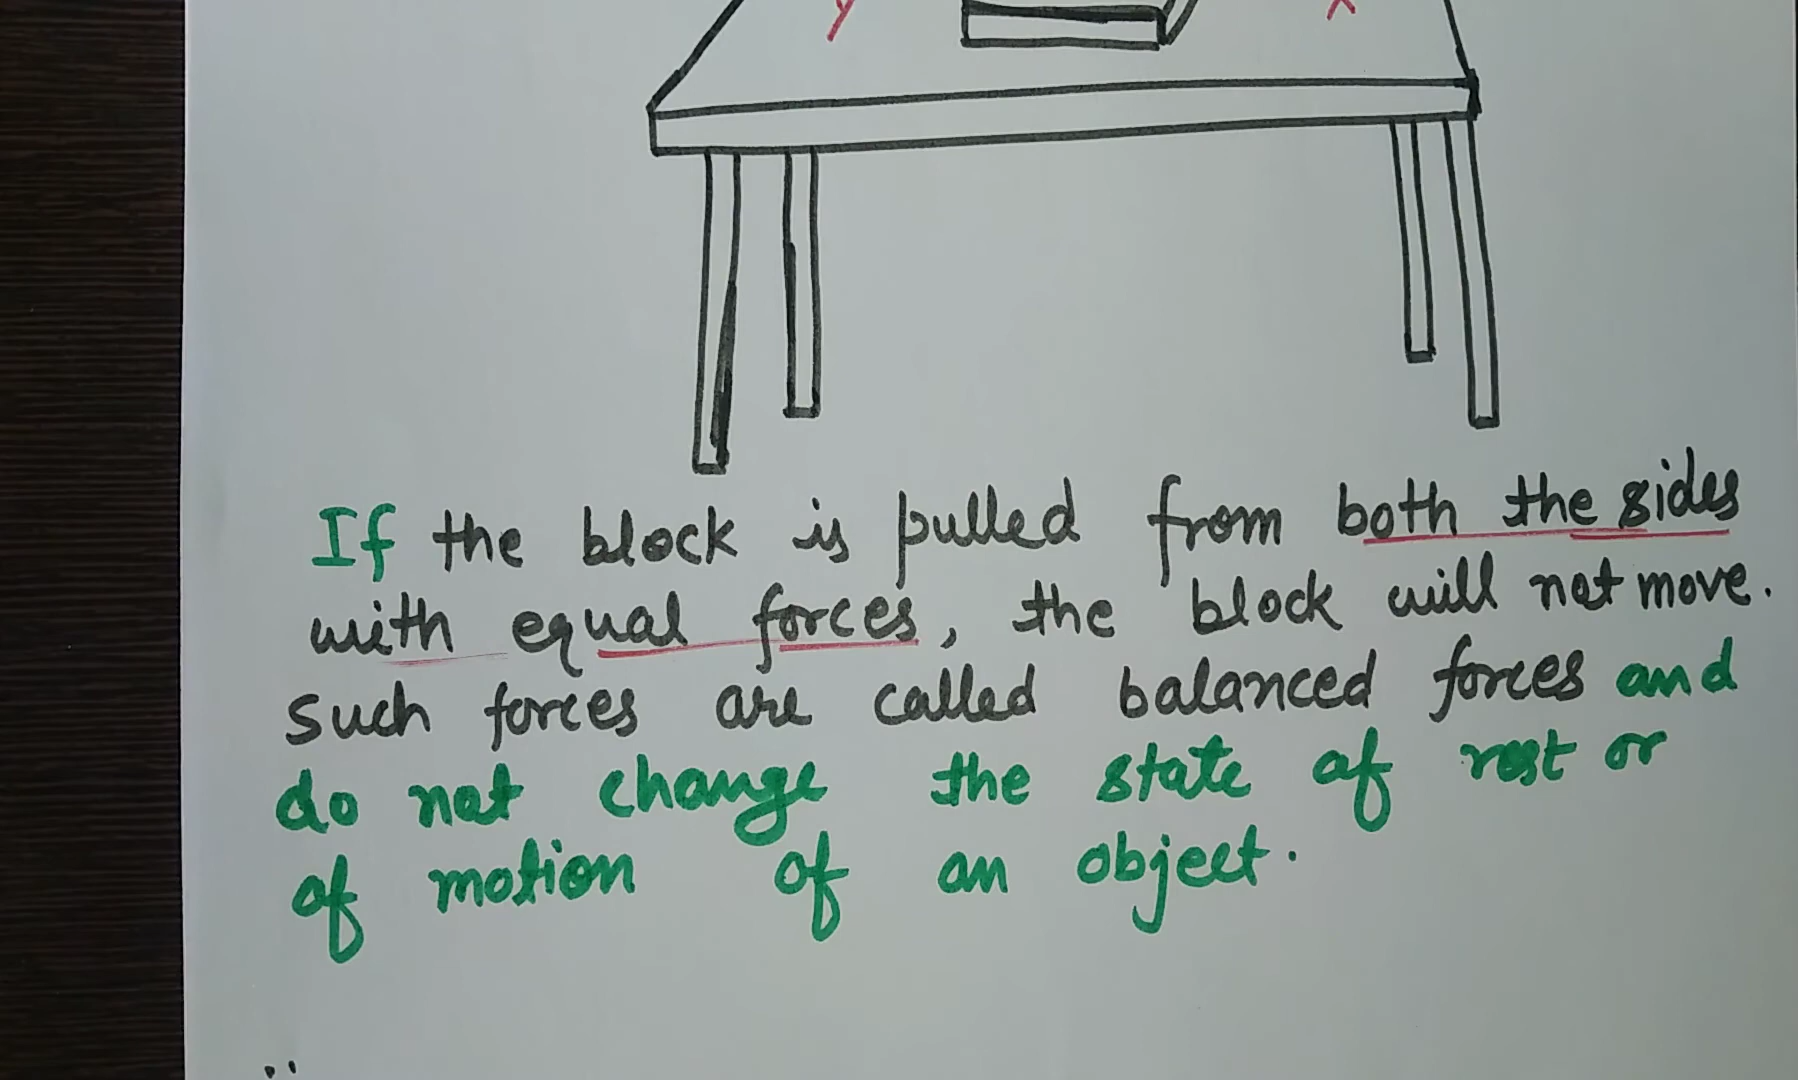 y x
If the block is pulled from both the sides
with equal forces, the block will not move.
Such forces are called balanced forces and
do not change the state of rest or
of motion of an object.